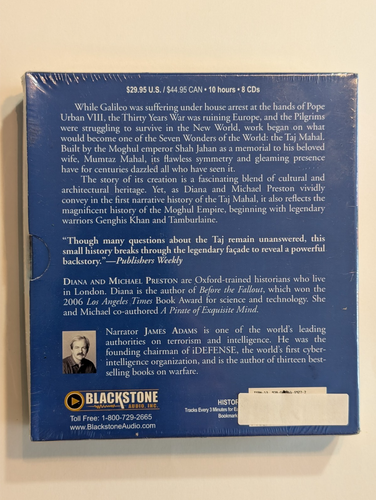 $29.95 U.S. / $44.95 CAN • 10 hours • 8 CDs
While Galileo was suffering under house arrest at the hands of Pope
Urban VIII, the Thirty Years War was ruining Europe, and the Pilgrims
were struggling to survive in the New World, work began on what
would become one of the Seven Wonders of the World: the Taj Mahal.
Built by the Moghul emperor Shah Jahan as a memorial to his beloved
wife, Mumtaz Mahal, its flawless symmetry and gleaming presence
have for centuries dazzled all who have seen it.
The story of its creation is a fascinating blend of cultural and
architectural heritage. Yet, as Diana and Michael Preston vividly
convey in the first narrative history of the Taj Mahal, it also reflects the
magnificent history of the Moghul Empire, beginning with legendary
warriors Genghis Khan and Tamburlaine.
“Though many questions about the Taj remain unanswered, this
small history breaks through the legendary façade to reveal a powerful
backstory.”—Publishers Weekly
DIANA AND MICHAEL PRESTON are Oxford-trained historians who live
in London. Diana is the author of Before the Fallout, which won the
2006 Los Angeles Times Book Award for science and technology. She
and Michael co-authored A Pirate of Exquisite Mind.
Narrator JAMES ADAMS is one of the world’s leading
authorities on terrorism and intelligence. He was the
founding chairman of iDEFENSE, the world’s first cyber-
intelligence organization, and is the author of thirteen best-
selling books on warfare.
BLACKSTONE
AUDIO, INC.
Toll Free: 1-800-729-2665
www.BlackstoneAudio.com
HISTOR
Tracks Every 3 Minutes for Ea
Bookmark